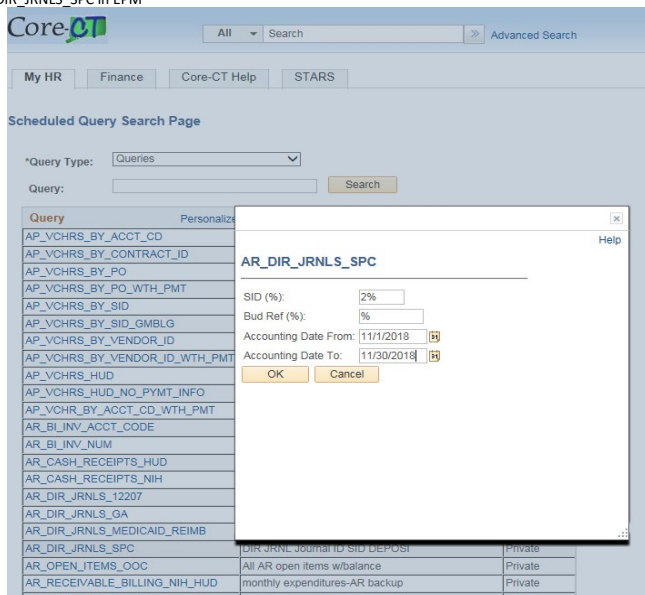 DIR_JRNLS_SPC in EPM
Core-CT
All Search Advanced Search
My HR Finance Core-CT Help STARS
Scheduled Query Search Page
*Query Type: Queries
Query: Search
Query Personalize
AP_VCHRS_BY_ACCT_CD
AP_VCHRS_BY_CONTRACT_ID
AP_VCHRS_BY_PO
AP_VCHRS_BY_PO_WTH_PMT
AP_VCHRS_BY_SID
AP_VCHRS_BY_SID_GMBLG
AP_VCHRS_BY_VENDOR_ID
AP_VCHRS_BY_VENDOR_ID_WTH_PMT
AP_VCHRS_HUD
AP_VCHRS_HUD_NO_PYMT_INFO
AP_VCHR_BY_ACCT_CD_WTH_PMT
AR_BI_INV_ACCT_CODE
AR_BI_INV_NUM
AR_CASH_RECEIPTS_HUD
AR_CASH_RECEIPTS_NIH
AR_DIR_JRNLS_12207
AR_DIR_JRNLS_GA
AR_DIR_JRNLS_MEDICAID_REIMB
AR_DIR_JRNLS_SPC DIR JRNL Journal ID SID DEPOSI Private
AR_OPEN_ITEMS_OOC All AR open items w/balance Private
AR_RECEIVABLE_BILLING_NIH_HUD monthly expenditures-AR backup Private
Help
AR_DIR_JRNLS_SPC
SID (%): 2%
Bud Ref (%): %
Accounting Date From: 11/1/2018
Accounting Date To: 11/30/2018
OK Cancel